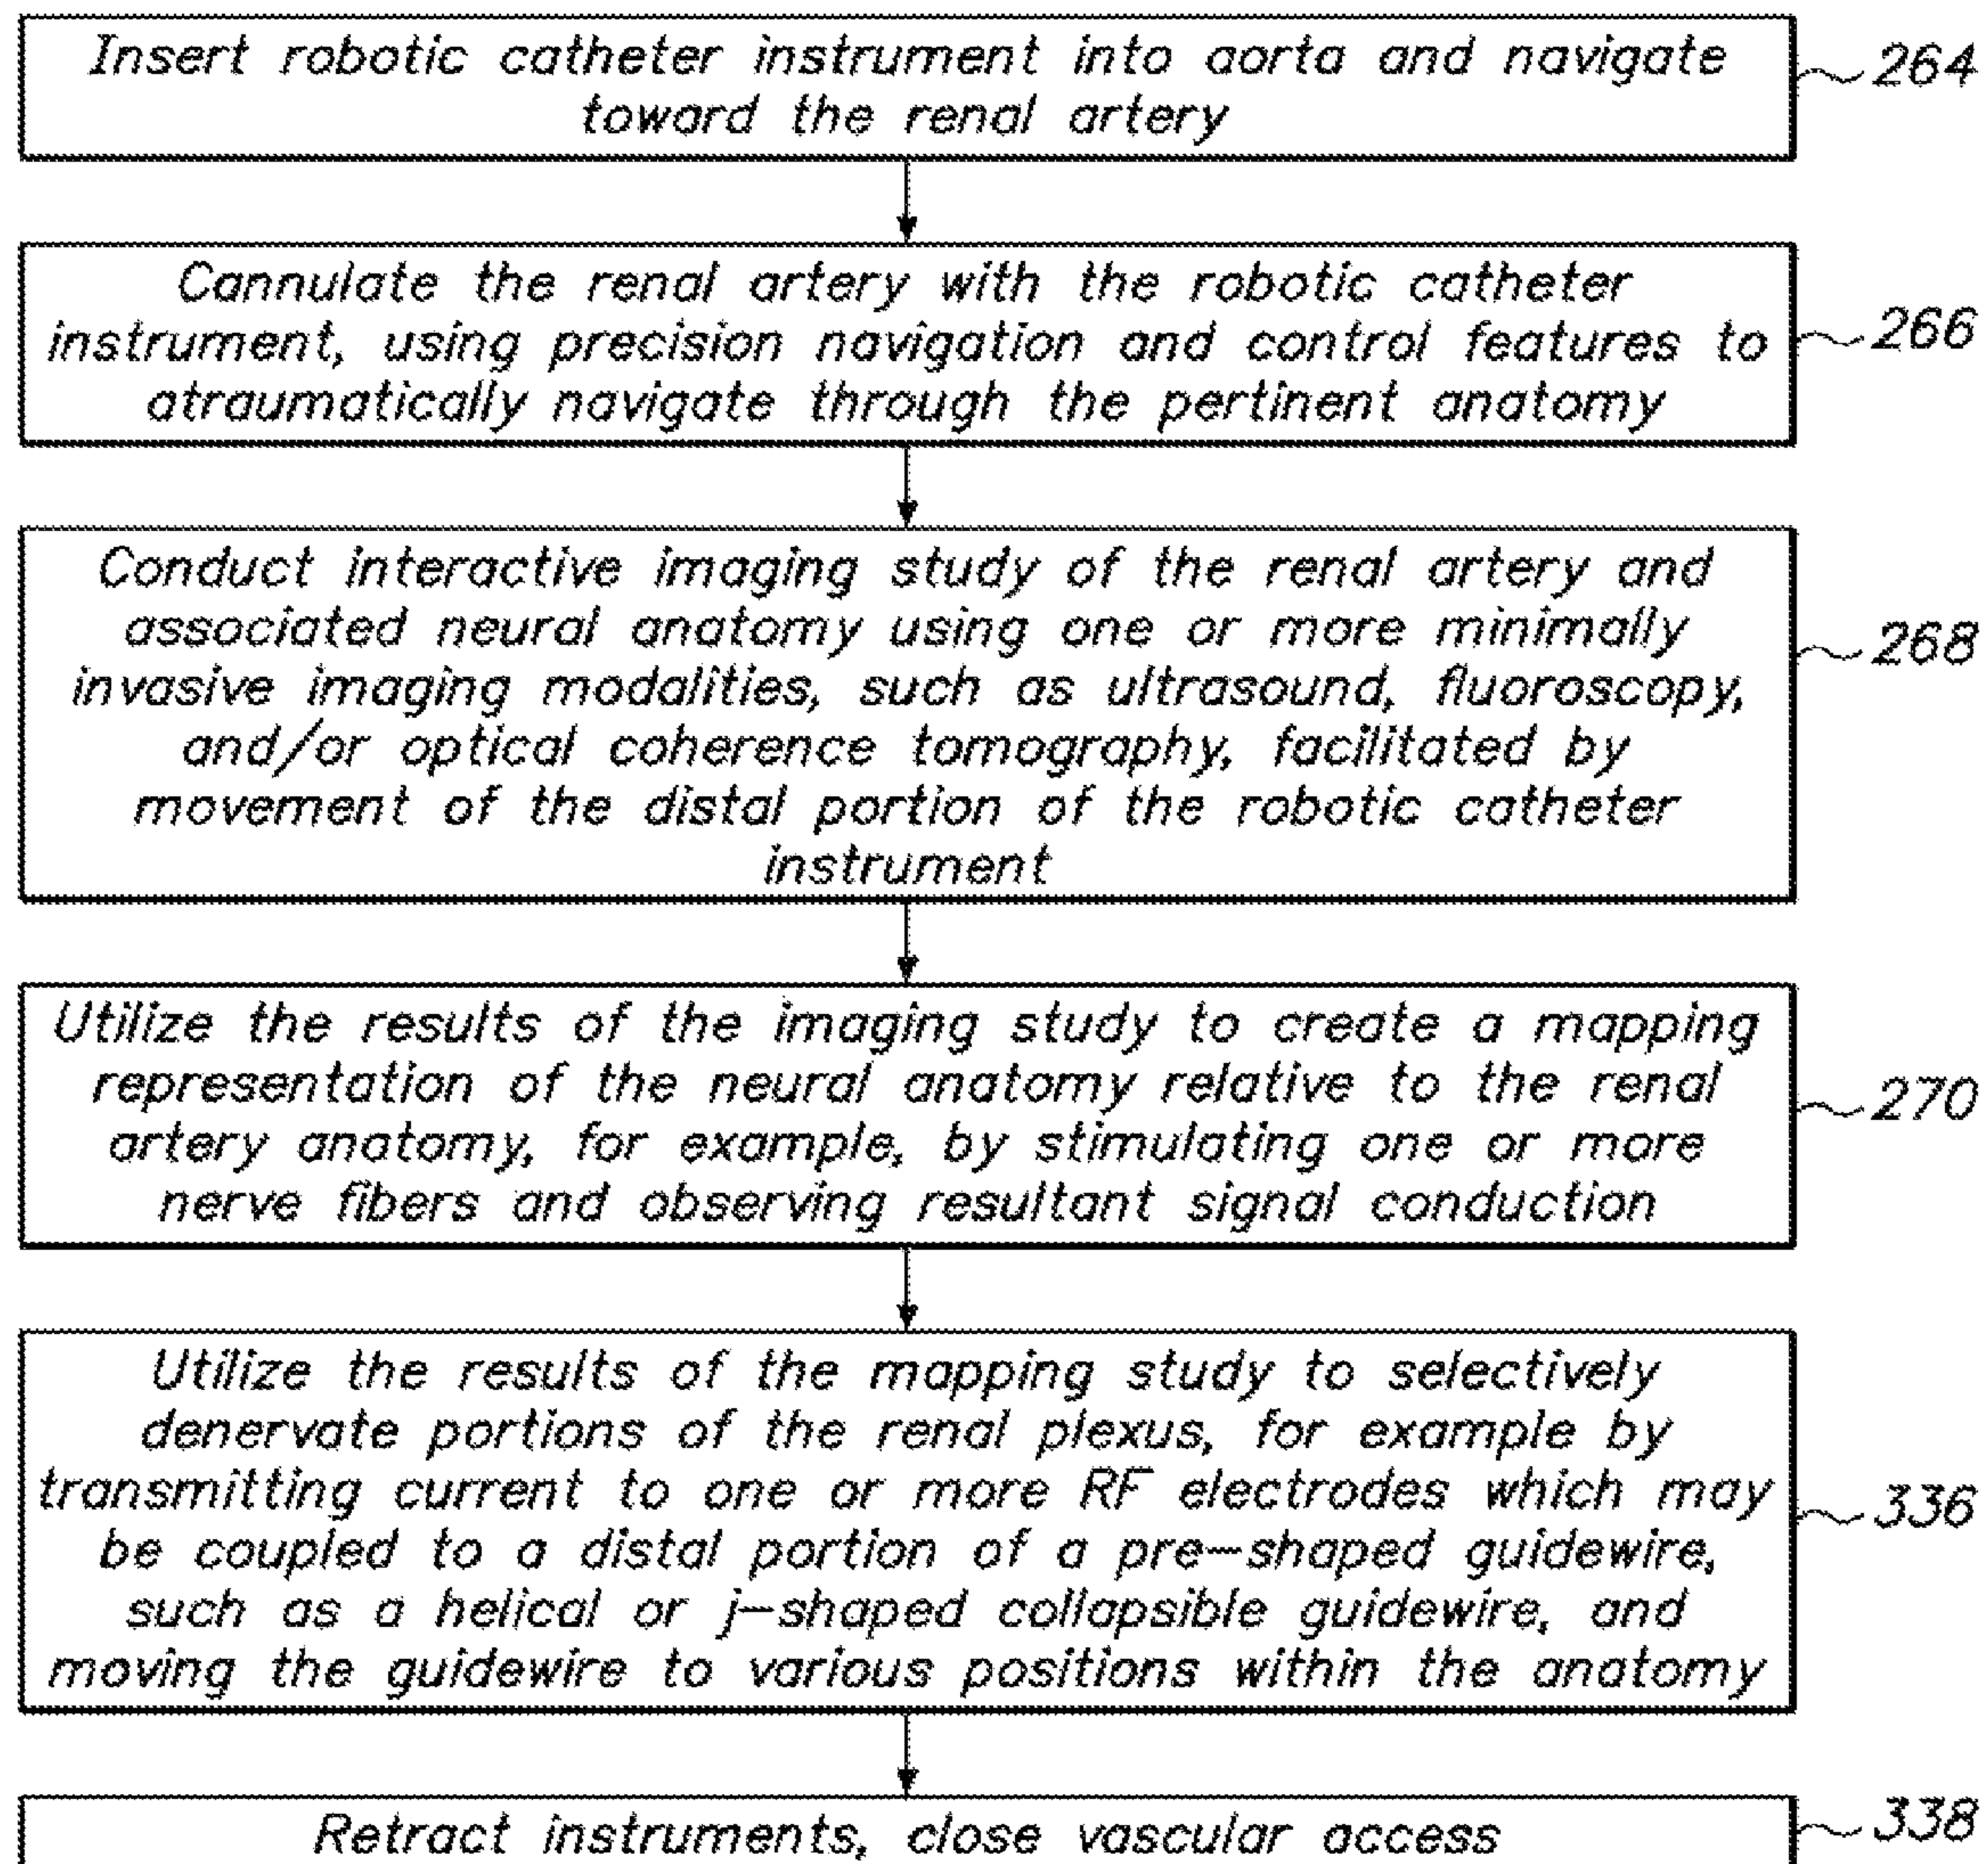 Insert robotic catheter instrument into aorta and navigate
toward the renal artery
264
Cannulate the renal artery with the robotic catheter
instrument, using precision navigation and control features to
atraumatically navigate through the pertinent anatomy
266
Conduct interactive imaging study of the renal artery and
associated neural anatomy using one or more minimally
invasive imaging modalities, such as ultrasound, fluoroscopy,
and/or optical coherence tomography, facilitated by
movement of the distal portion of the robotic catheter
instrument
268
Utilize the results of the imaging study to create a mapping
representation of the neural anatomy relative to the renal
artery anatomy, for example, by stimulating one or more
nerve fibers and observing resultant signal conduction
270
Utilize the results of the mapping study to selectively
denervate portions of the renal plexus, for example by
transmitting current to one or more RF electrodes which may
be coupled to a distal portion of a pre-shaped guidewire,
such as a helical or j-shaped collapsible guidewire, and
moving the guidewire to various positions within the anatomy
336
Retract instruments, close vascular access
338